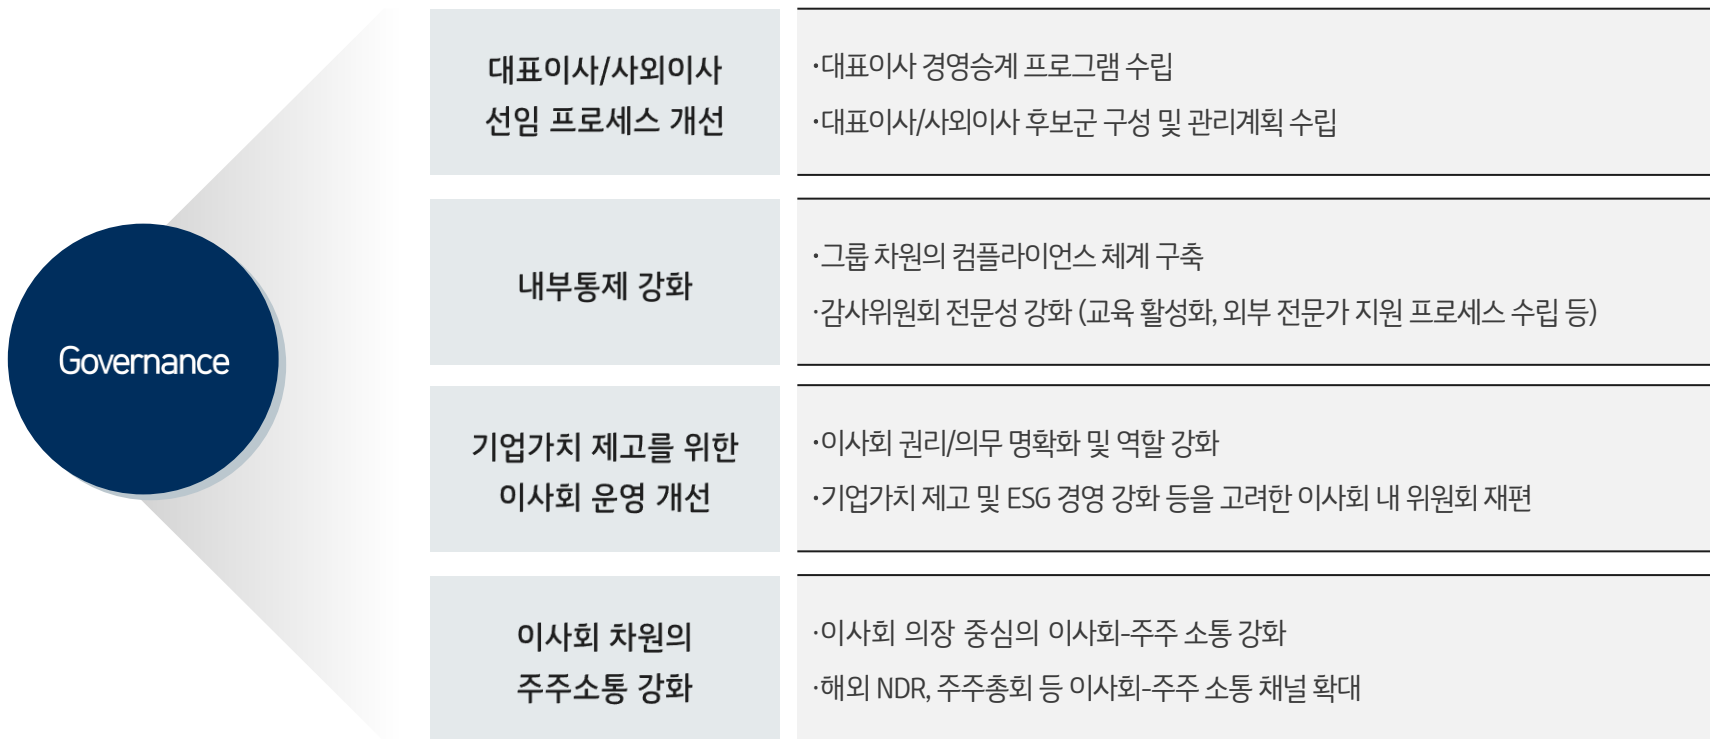 Governance
대표이사/사외이사
선임 프로세스 개선
·대표이사 경영승계 프로그램 수립
·대표이사/사외이사 후보군 구성 및 관리계획 수립
내부통제 강화
·그룹 차원의 컴플라이언스 체계 구축
·감사위원회 전문성 강화 (교육 활성화, 외부 전문가 지원 프로세스 수립 등)
기업가치 제고를 위한
이사회 운영 개선
·이사회 권리/의무 명확화 및 역할 강화
·기업가치 제고 및 ESG 경영 강화 등을 고려한 이사회 내 위원회 재편
이사회 차원의
주주소통 강화
·이사회 의장 중심의 이사회-주주 소통 강화
·해외 NDR, 주주총회 등 이사회-주주 소통 채널 확대